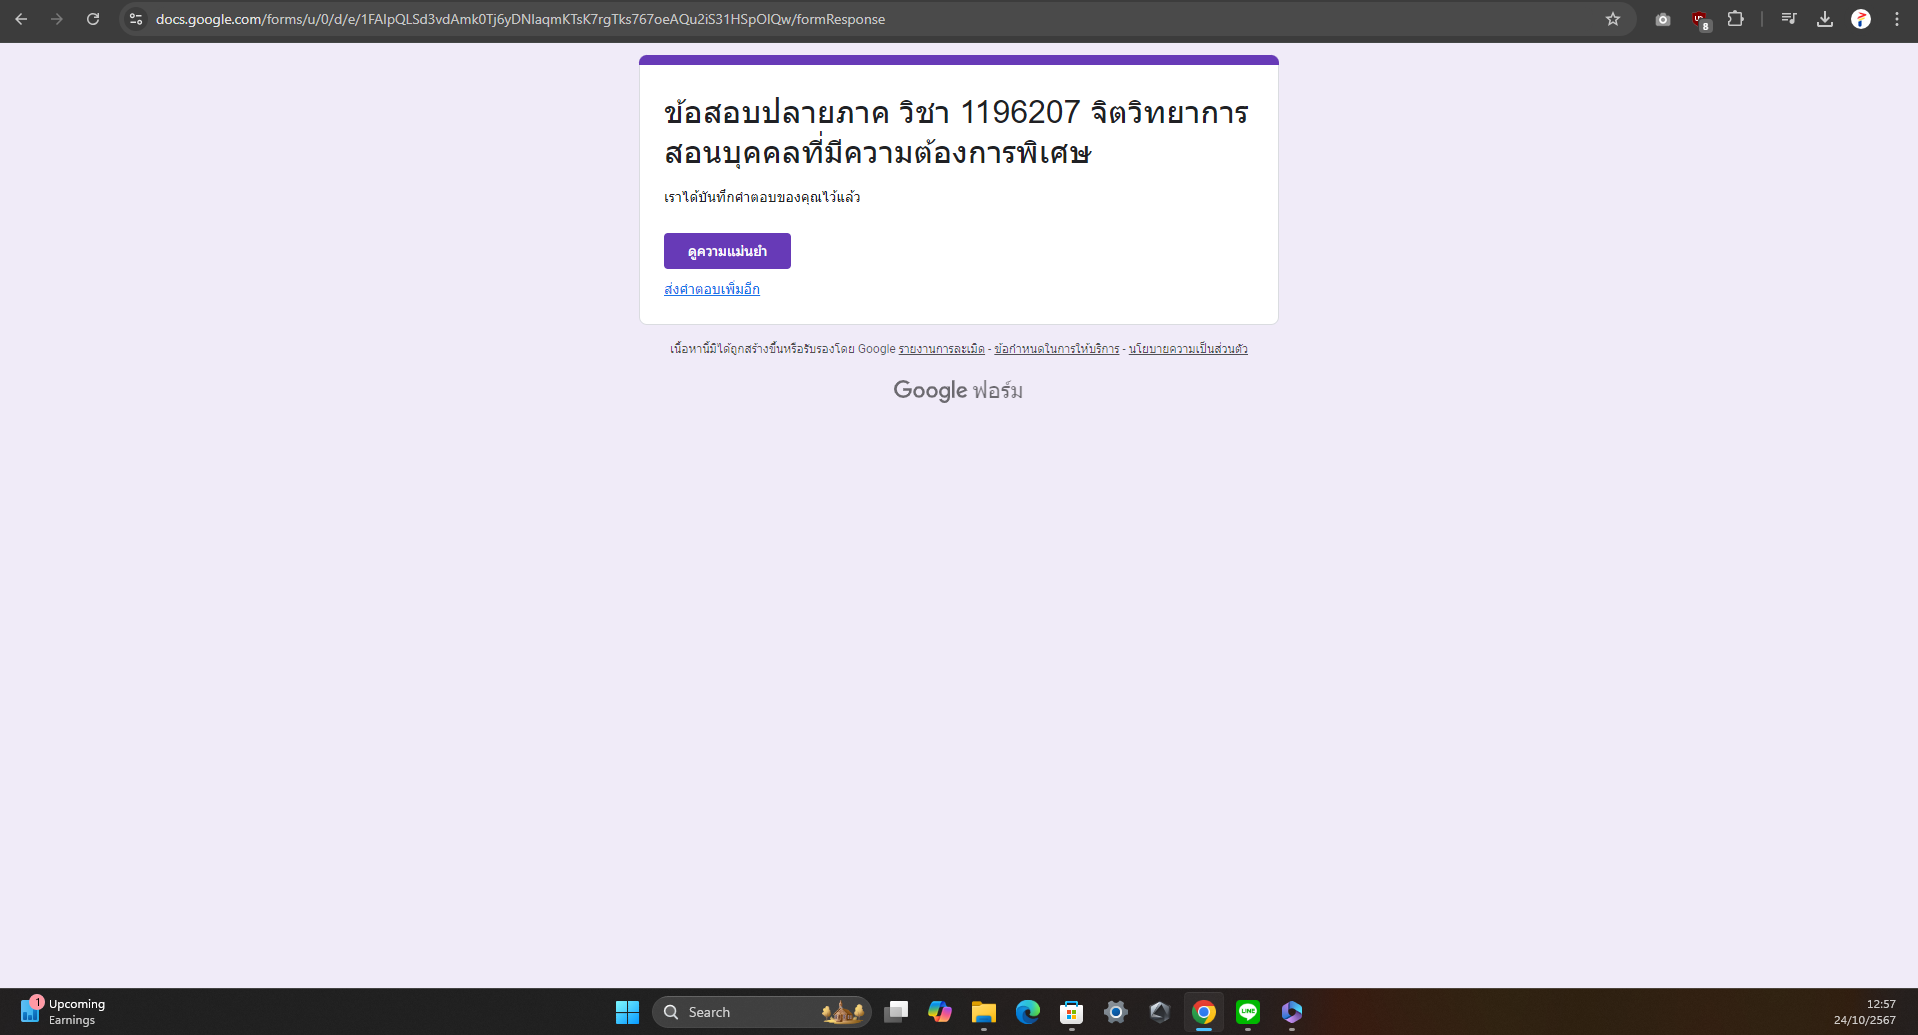 docs.google.com/forms/u/0/d/e/1FAIpQLSd3vdAmk0Tj6yDNlaqmKTsK7rgTks767oeAQu2iS31HSpOlQw/formResponse
8
ข้อสอบปลายภาค วิชา 1196207 จิตวิทยาการ
สอนบุคคลที่มีความต้องการพิเศษ
เราได้บันทึกคำตอบของคุณไว้แล้ว
ดูความแม่นยำ
ส่งคำตอบเพิ่มอีก
เนื้อหานี้มิได้ถูกสร้างขึ้นหรือรับรองโดย Google รายงานการละเมิด - ข้อกำหนดในการให้บริการ - นโยบายความเป็นส่วนตัว
Google ฟอร์ม
1
Upcoming
Earnings
Search
LINE
12:57
24/10/2567